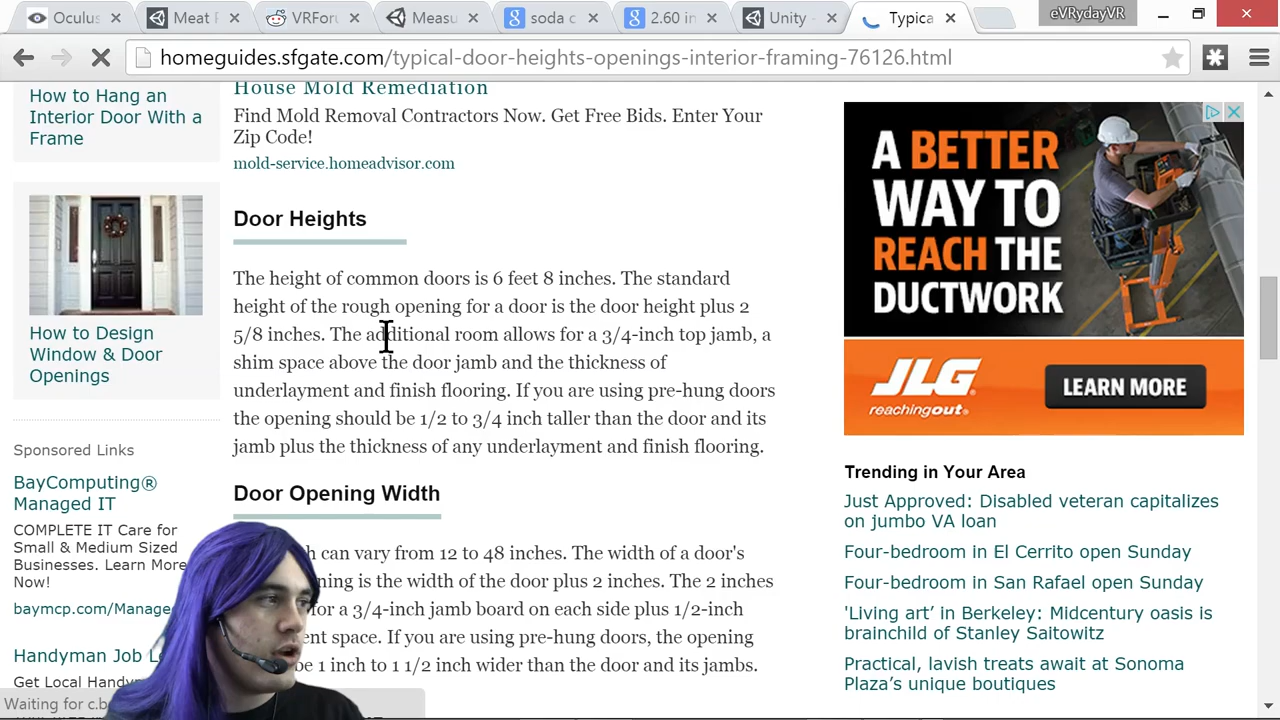 Oculus
Meat P
VRForu
Measu
soda c
2.60 in
Unity -
Typica
eVRydayVR
homeguides.sfgate.com/typical-door-heights-openings-interior-framing-76126.html
How to Hang an
Interior Door With a
Frame
How to Design
Window & Door
Openings
Sponsored Links
BayComputing®
Managed IT
COMPLETE IT Care for
Small & Medium Sized
Businesses. Learn More
Now!
baymcp.com/Manage
Handyman Job Le
Get Local Handy
Waiting for c.b
House Mold Remediation
Find Mold Removal Contractors Now. Get Free Bids. Enter Your
Zip Code!
mold-service.homeadvisor.com
Door Heights
The height of common doors is 6 feet 8 inches. The standard
height of the rough opening for a door is the door height plus 2
5/8 inches. The additional room allows for a 3/4-inch top jamb, a
shim space above the door jamb and the thickness of
underlayment and finish flooring. If you are using pre-hung doors
the opening should be 1/2 to 3/4 inch taller than the door and its
jamb plus the thickness of any underlayment and finish flooring.
Door Opening Width
can vary from 12 to 48 inches. The width of a door's
is the width of the door plus 2 inches. The 2 inches
for a 3/4-inch jamb board on each side plus 1/2-inch
space. If you are using pre-hung doors, the opening
be 1 inch to 1 1/2 inch wider than the door and its jambs.
A BETTER
WAY TO
REACH THE
DUCTWORK
JLG
reachingout.®
LEARN MORE
Trending in Your Area
Just Approved: Disabled veteran capitalizes
on jumbo VA loan
Four-bedroom in El Cerrito open Sunday
Four-bedroom in San Rafael open Sunday
'Living art' in Berkeley: Midcentury oasis is
brainchild of Stanley Saitowitz
Practical, lavish treats await at Sonoma
Plaza's unique boutiques